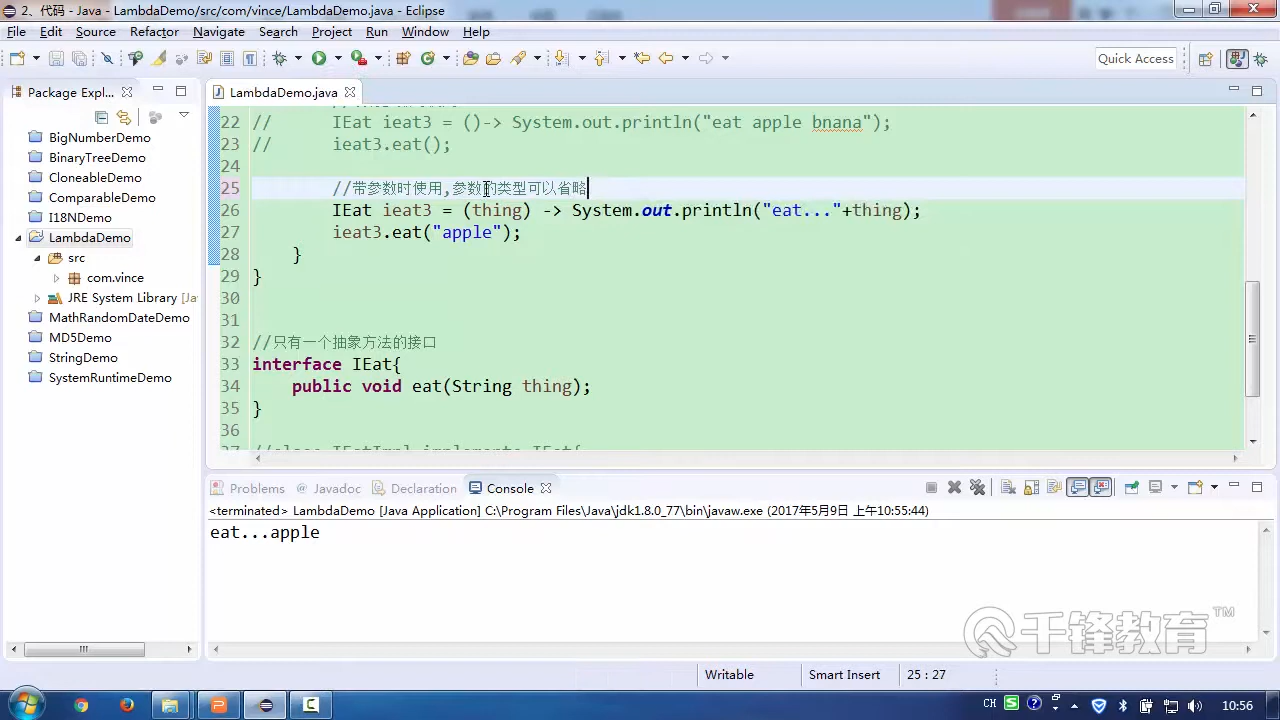 2、代码 - Java - LambdaDemo/src/com/vince/LambdaDemo.java - Eclipse
File Edit Source Refactor Navigate Search Project Run Window Help
Quick Access
Package Expl...
BigNumberDemo
BinaryTreeDemo
CloneableDemo
ComparableDemo
I18NDemo
LambdaDemo
src
com.vince
JRE System Library [Ja
MathRandomDateDemo
MD5Demo
StringDemo
SystemRuntimeDemo
LambdaDemo.java
22 // IEat ieat3 = ()-> System.out.println("eat apple bnana");
23 // ieat3.eat();
24
25 //带参数时使用,参数的类型可以省略
26 IEat ieat3 = (thing) -> System.out.println("eat..."+thing);
27 ieat3.eat("apple");
28 }
29 }
30
31
32 //只有一个抽象方法的接口
33 interface IEat{
34 public void eat(String thing);
35 }
36
Problems @ Javadoc Declaration Console
<terminated> LambdaDemo [Java Application] C:\Program Files\Java\jdk1.8.0_77\bin\javaw.exe (2017年5月9日 上午10:55:44)
eat...apple
千锋教育™
Writable Smart Insert 25 : 27
CH 10:56